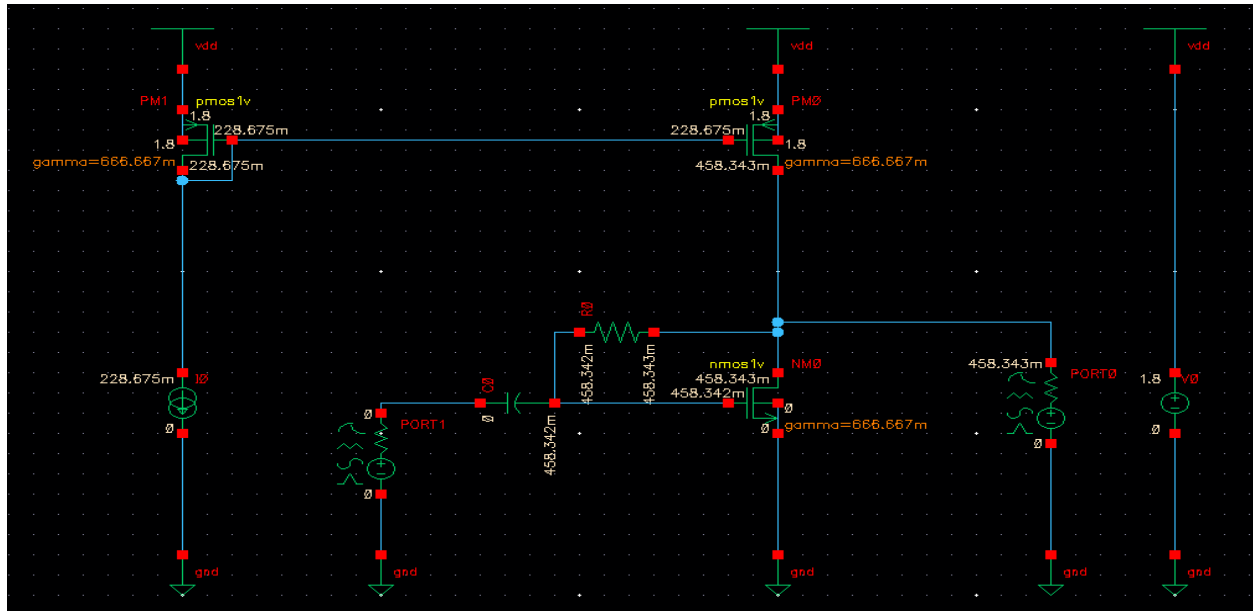 vdd
vdd
vdd
PM1
pmos1v
1.8
228.675m
1.8
gamma=666.667m
228.675m
pmos1v
PM0
1.8
228.675m
1.8
gamma=666.667m
458.343m
R0
458.342m
458.343m
nmos1v
NM0
458.343m
458.342m
0
0
gamma=666.667m
228.675m
I0
0
C0
0
458.342m
0
PORT1
0
458.343m
PORT0
0
1.8
V0
0
gnd
gnd
gnd
gnd
gnd